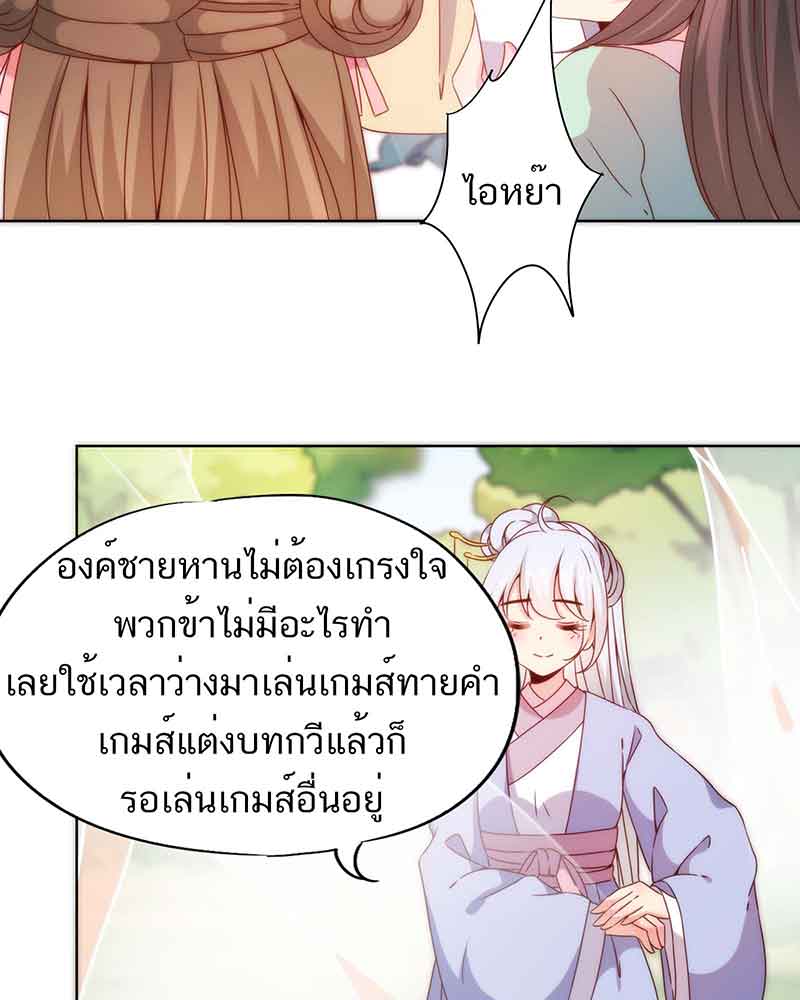 ไอหย๊า
องค์ชายหานไม่ต้องเกรงใจ
พวกข้าไม่มีอะไรทำ
เลยใช้เวลาว่างมาเล่นเกมส์ทายคำ
เกมส์แต่งบทกวีแล้วก็
รอเล่นเกมส์อื่นอยู่